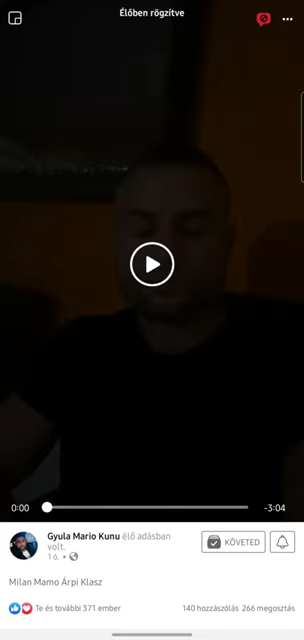 Élőben rögzítve
0:00
-3:04
Gyula Mario Kunu élő adásban
volt.
KÖVETED
1 ó.
Milan Mamo Árpi Klasz
Te és további 371 ember
140 hozzászólás 266 megosztás